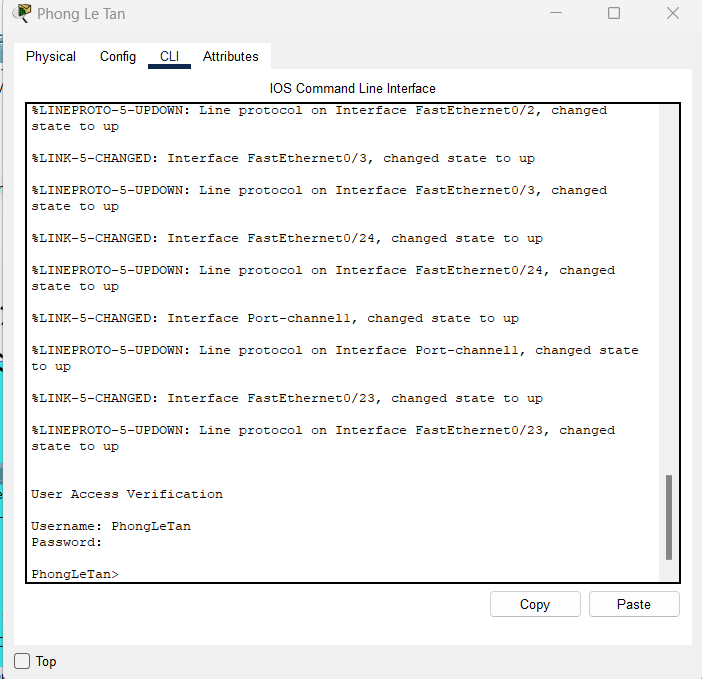 Phong Le Tan
Physical Config CLI Attributes
IOS Command Line Interface
%LINEPROTO-5-UPDOWN: Line protocol on Interface FastEthernet0/2, changed
state to up
%LINK-5-CHANGED: Interface FastEthernet0/3, changed state to up
%LINEPROTO-5-UPDOWN: Line protocol on Interface FastEthernet0/3, changed
state to up
%LINK-5-CHANGED: Interface FastEthernet0/24, changed state to up
%LINEPROTO-5-UPDOWN: Line protocol on Interface FastEthernet0/24, changed
state to up
%LINK-5-CHANGED: Interface Port-channel1, changed state to up
%LINEPROTO-5-UPDOWN: Line protocol on Interface Port-channel1, changed state
to up
%LINK-5-CHANGED: Interface FastEthernet0/23, changed state to up
%LINEPROTO-5-UPDOWN: Line protocol on Interface FastEthernet0/23, changed
state to up
User Access Verification
Username: PhongLeTan
Password:
PhongLeTan>
Copy Paste
Top